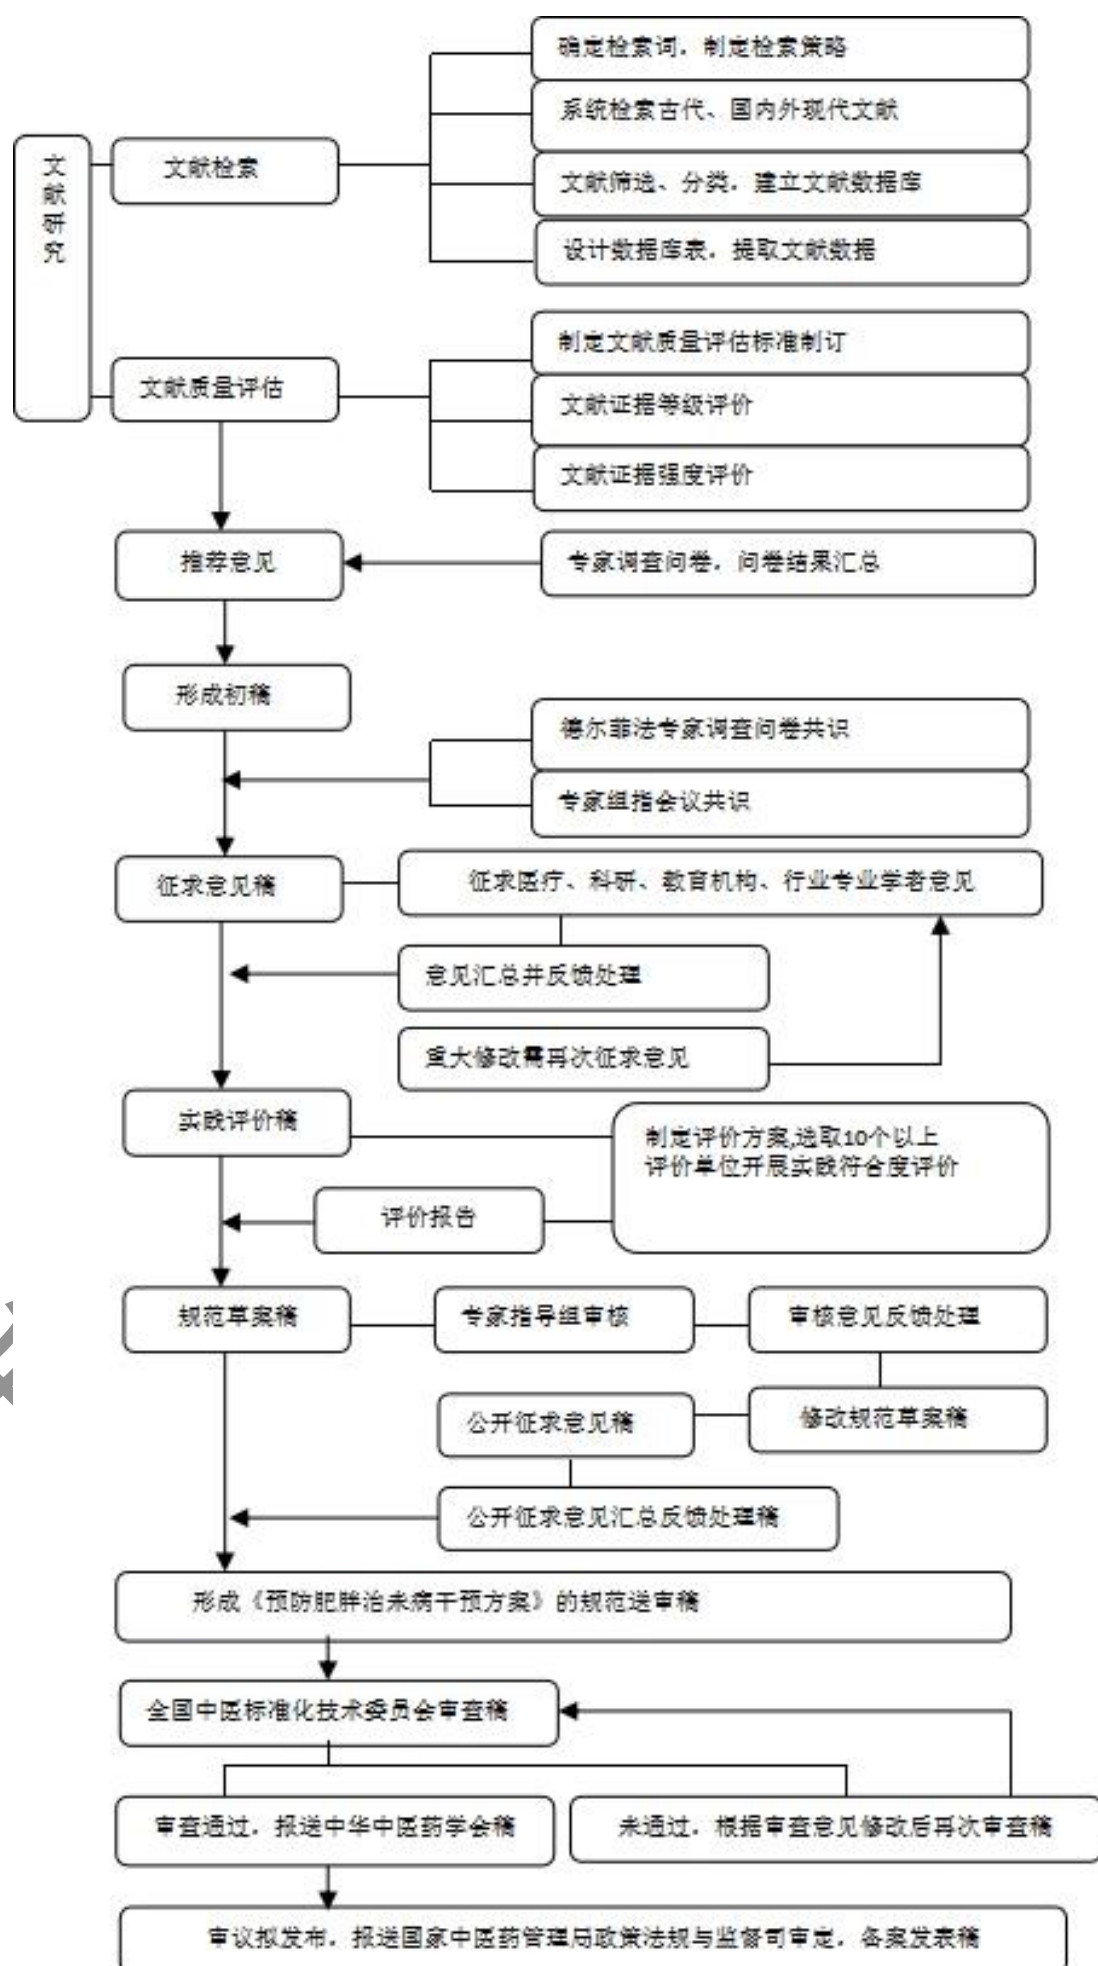 确定检索词，制定检索策略
系统检索古代、国内外现代文献
文献研究
文献检索
文献筛选、分类，建立文献数据库
设计数据库表，提取文献数据
制定文献质量评估标准制订
文献质量评估
文献证据等级评价
文献证据强度评价
推荐意见
专家调查问卷，问卷结果汇总
形成初稿
德尔菲法专家调查问卷共识
专家组指会议共识
征求意见稿
征求医疗、科研、教育机构、行业专业学者意见
意见汇总并反馈处理
重大修改需再次征求意见
实践评价稿
制定评价方案,选取10个以上
评价单位开展实践符合度评价
评价报告
规范草案稿
专家指导组审核
审核意见反馈处理
公开征求意见稿
修改规范草案稿
公开征求意见汇总反馈处理稿
形成《预防肥胖治未病干预方案》的规范送审稿
全国中医标准化技术委员会审查稿
审查通过，报送中华中医药学会稿
未通过，根据审查意见修改后再次审查稿
审议拟发布，报送国家中医药管理局政策法规与监督司审定，备案发表稿